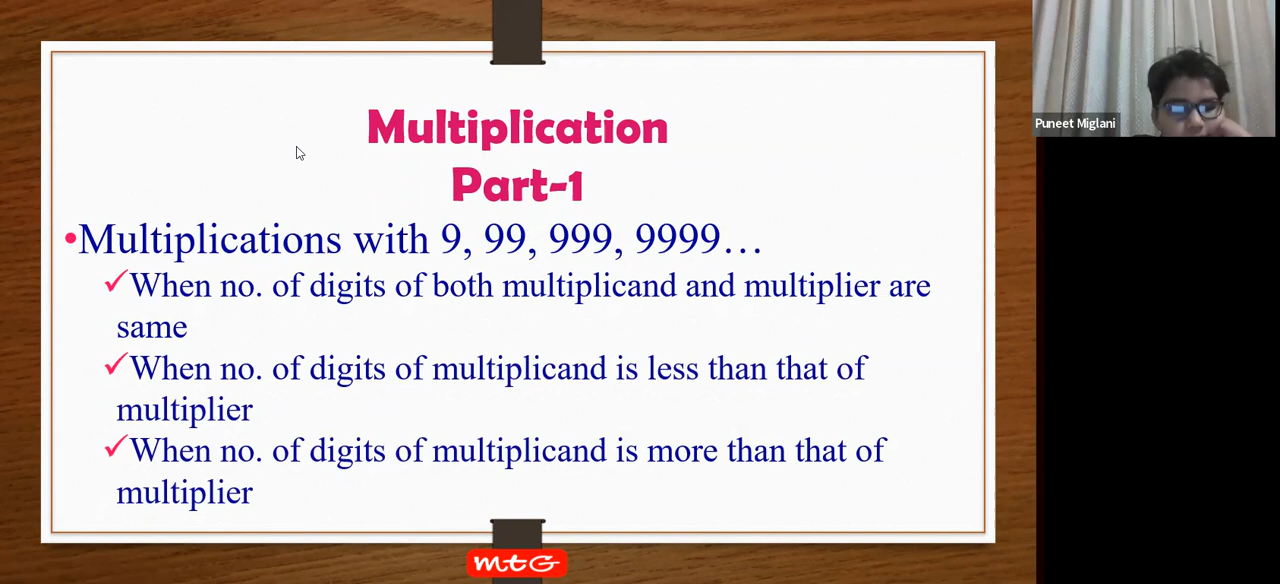 Multiplication
Part-1
•Multiplications with 9, 99, 999, 9999…
✓When no. of digits of both multiplicand and multiplier are
same
✓When no. of digits of multiplicand is less than that of
multiplier
✓When no. of digits of multiplicand is more than that of
multiplier
mtG
Puneet Miglani